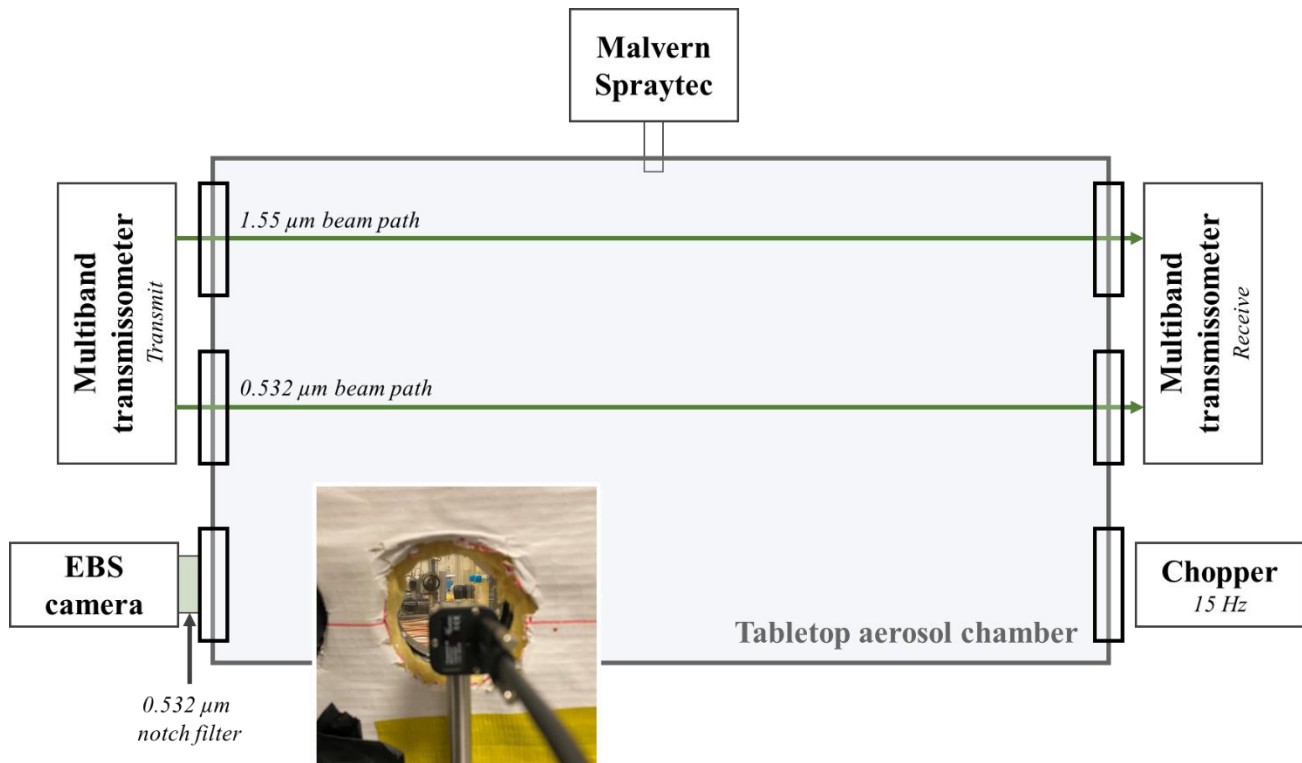 Malvern
Spraytec
Multiband
transmissometer
Transmit
1.55 µm beam path
0.532 µm beam path
Multiband
transmissometer
Receive
EBS
camera
0.532 µm
notch filter
Tabletop aerosol chamber
Chopper
15 Hz